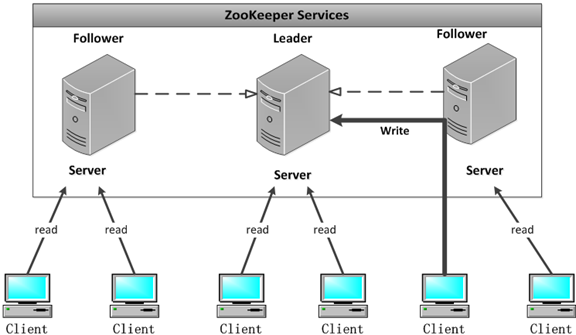 ZooKeeper Services
Follower
Leader
Follower
Write
Server
Server
Server
read
read
read
read
read
Client
Client
Client
Client
Client
Client